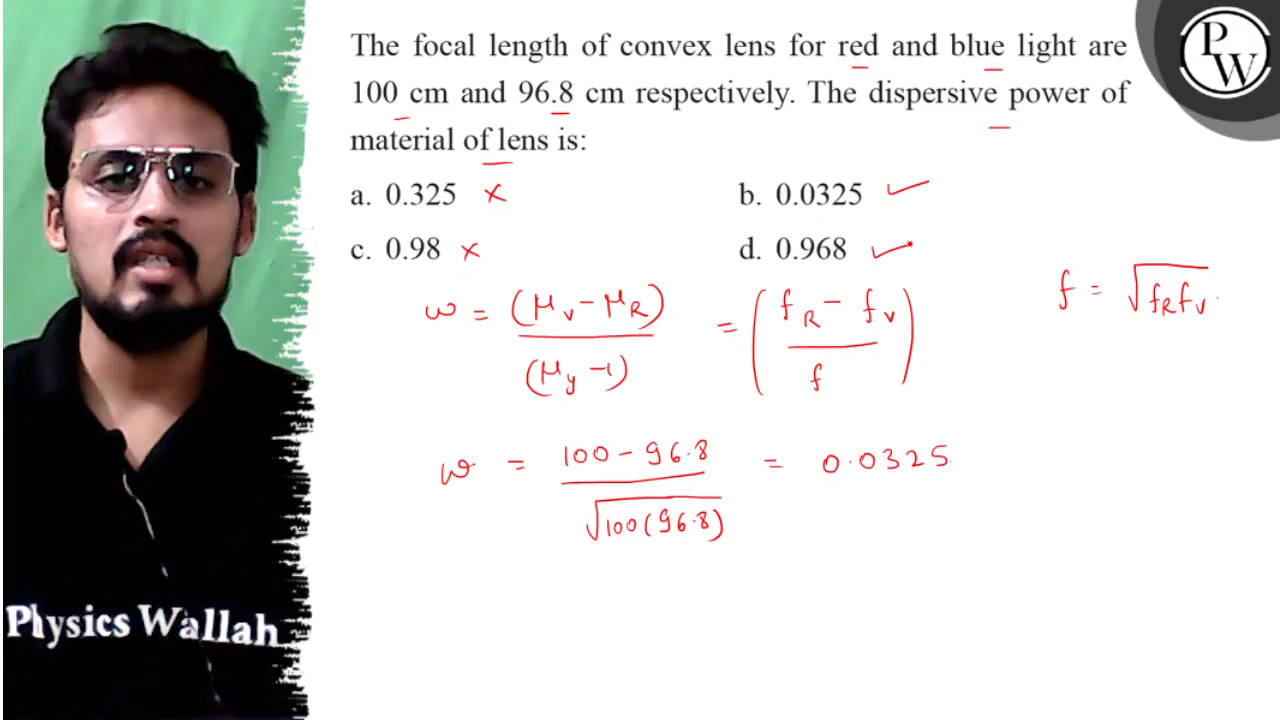 The focal length of convex lens for red and blue light are
100 cm and 96.8 cm respectively. The dispersive power of
material of lens is:
a. 0.325 × b. 0.0325 ✓
c. 0.98 × d. 0.968 ✓
ω = (μv − μR) / (μy − 1) = ( fR − fv / f ) f = √fR fv
ω = 100 − 96.8 / √100(96.8) = 0.0325
PW
Physics Wallah